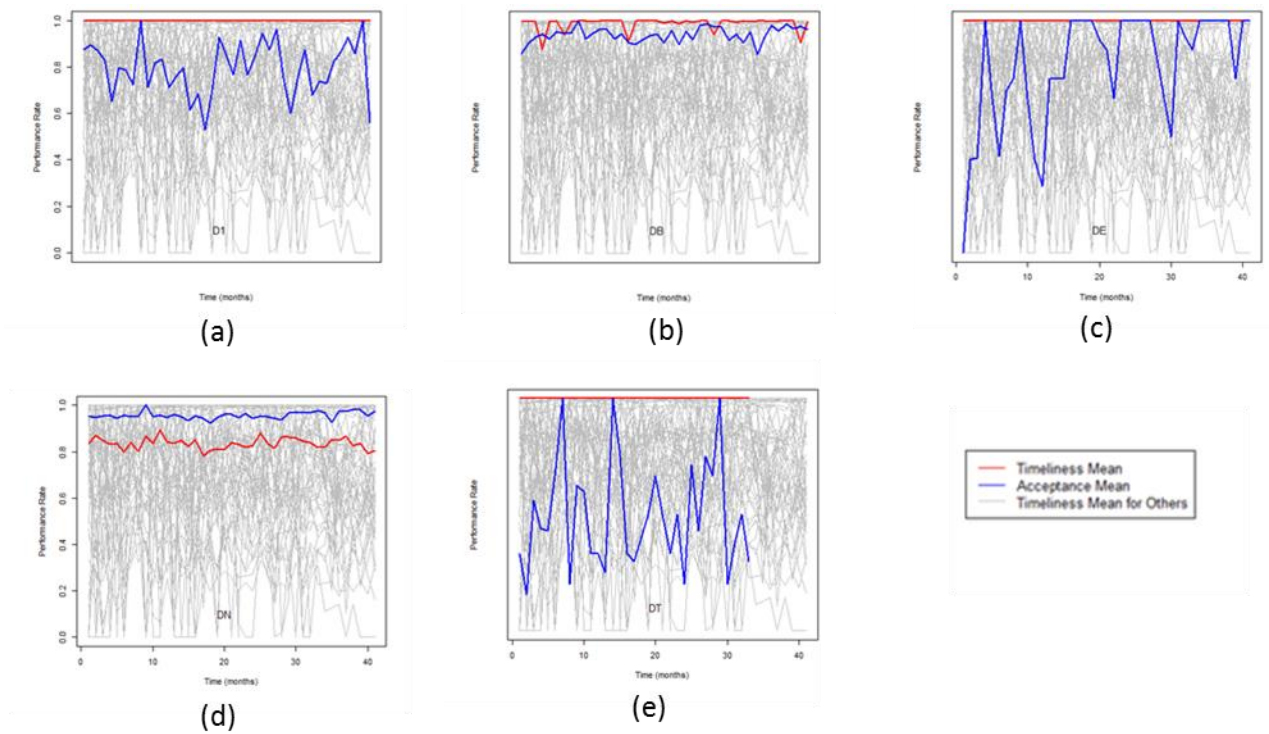 1.0
0.8
0.6
0.4
0.2
0.0
Performance Rate
D1
Time (months)
(a)
Performance Rate
DB
Time (months)
(b)
Performance Rate
DE
0
10
20
30
40
Time (months)
(c)
1.0
0.8
0.6
0.4
0.2
0.0
Performance Rate
DN
0
10
20
30
40
Time (months)
(d)
Performance Rate
DT
0
10
20
30
40
Time (months)
(e)
Timeliness Mean
Acceptance Mean
Timeliness Mean for Others